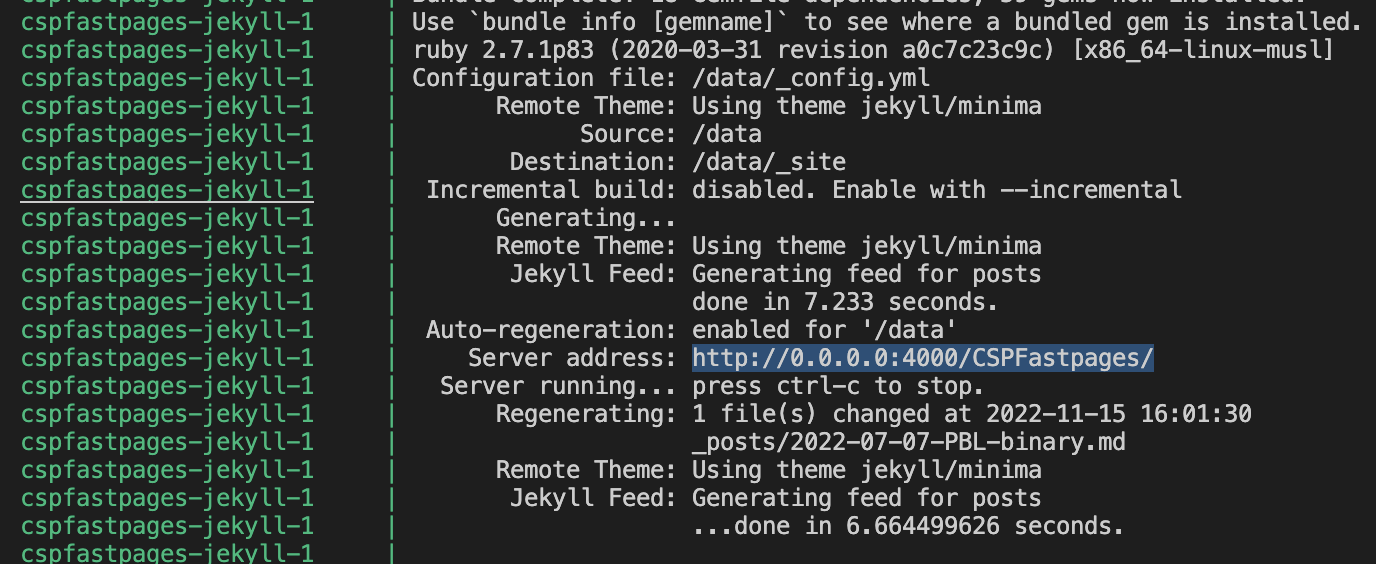 cspfastpages-jekyll-1 | Bundle complete! 18 Gemfile dependencies, 59 gems now installed.
cspfastpages-jekyll-1 | Use `bundle info [gemname]` to see where a bundled gem is installed.
cspfastpages-jekyll-1 | ruby 2.7.1p83 (2020-03-31 revision a0c7c23c9c) [x86_64-linux-musl]
cspfastpages-jekyll-1 | Configuration file: /data/_config.yml
cspfastpages-jekyll-1 | Remote Theme: Using theme jekyll/minima
cspfastpages-jekyll-1 | Source: /data
cspfastpages-jekyll-1 | Destination: /data/_site
cspfastpages-jekyll-1 | Incremental build: disabled. Enable with --incremental
cspfastpages-jekyll-1 | Generating...
cspfastpages-jekyll-1 | Remote Theme: Using theme jekyll/minima
cspfastpages-jekyll-1 | Jekyll Feed: Generating feed for posts
cspfastpages-jekyll-1 | done in 7.233 seconds.
cspfastpages-jekyll-1 | Auto-regeneration: enabled for '/data'
cspfastpages-jekyll-1 | Server address: http://0.0.0.0:4000/CSPFastpages/
cspfastpages-jekyll-1 | Server running... press ctrl-c to stop.
cspfastpages-jekyll-1 | Regenerating: 1 file(s) changed at 2022-11-15 16:01:30
cspfastpages-jekyll-1 | _posts/2022-07-07-PBL-binary.md
cspfastpages-jekyll-1 | Remote Theme: Using theme jekyll/minima
cspfastpages-jekyll-1 | Jekyll Feed: Generating feed for posts
cspfastpages-jekyll-1 | ...done in 6.664499626 seconds.
cspfastpages-jekyll-1 |